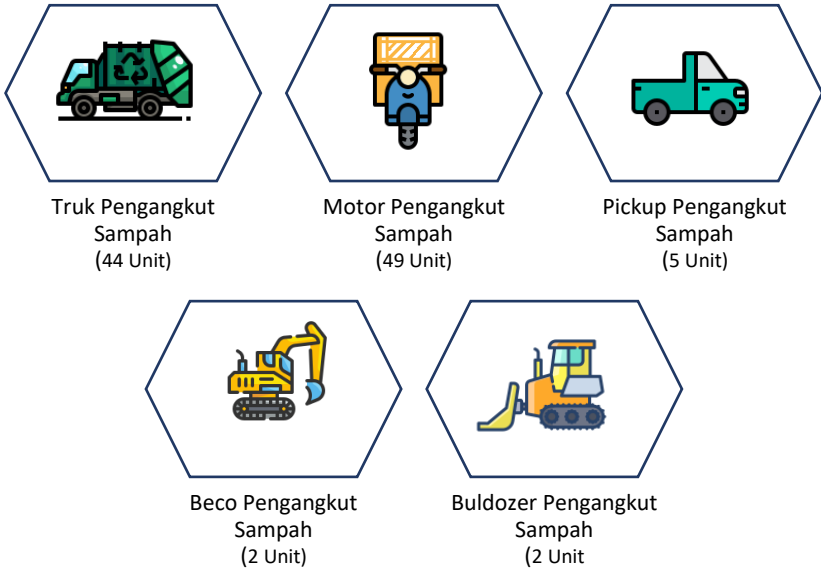 Truk Pengangkut
Sampah
(44 Unit)
Motor Pengangkut
Sampah
(49 Unit)
Pickup Pengangkut
Sampah
(5 Unit)
Beco Pengangkut
Sampah
(2 Unit)
Buldozer Pengangkut
Sampah
(2 Unit